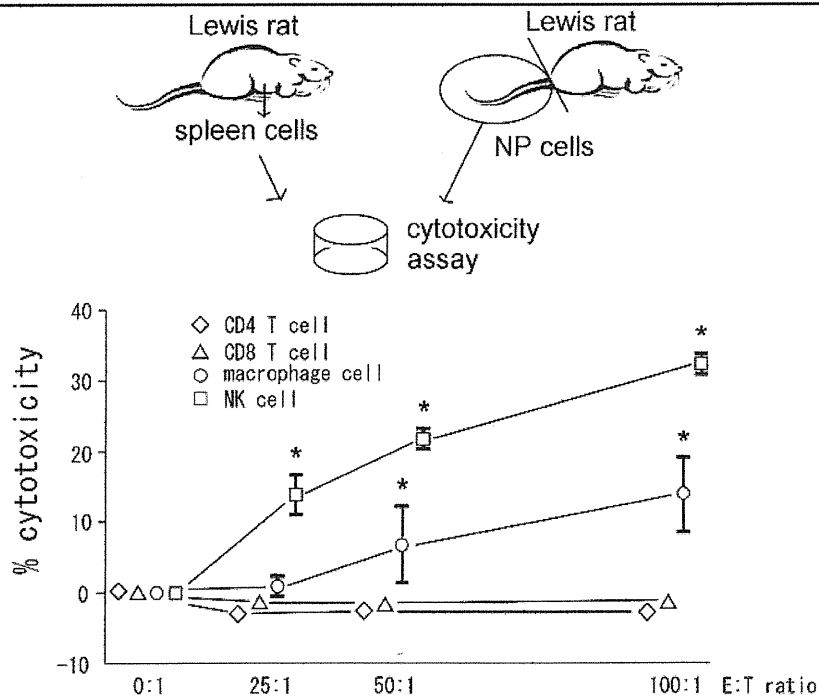 Lewis rat
Lewis rat
spleen cells
NP cells
cytotoxicity
assay
% cytotoxicity
40
30
20
10
0
-10
CD4 T cell
CD8 T cell
macrophage cell
NK cell
*
*
*
*
*
0:1 25:1 50:1 100:1 E:T ratio